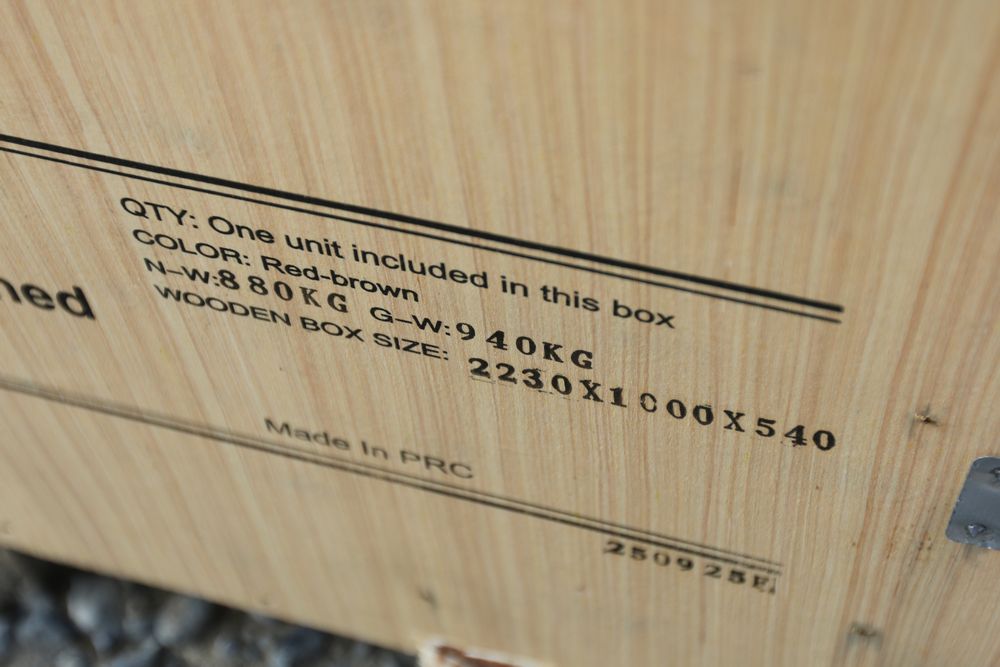 QTY: One unit included in this box
COLOR: Red-brown
N-W:880KG G-W:940KG
WOODEN BOX SIZE: 2230X1000X540
Made In PRC
250925E